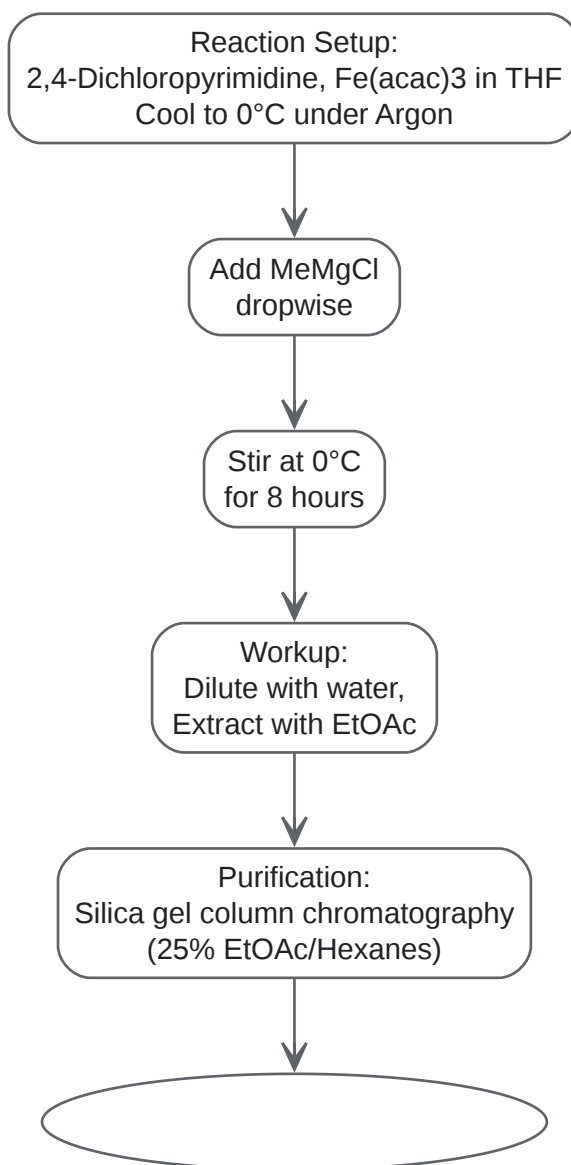 Reaction Setup:
2,4-Dichloropyrimidine, Fe(acac)3 in THF
Cool to 0°C under Argon
Add MeMgCl
dropwise
Stir at 0°C
for 8 hours
Workup:
Dilute with water,
Extract with EtOAc
Purification:
Silica gel column chromatography
(25% EtOAc/Hexanes)